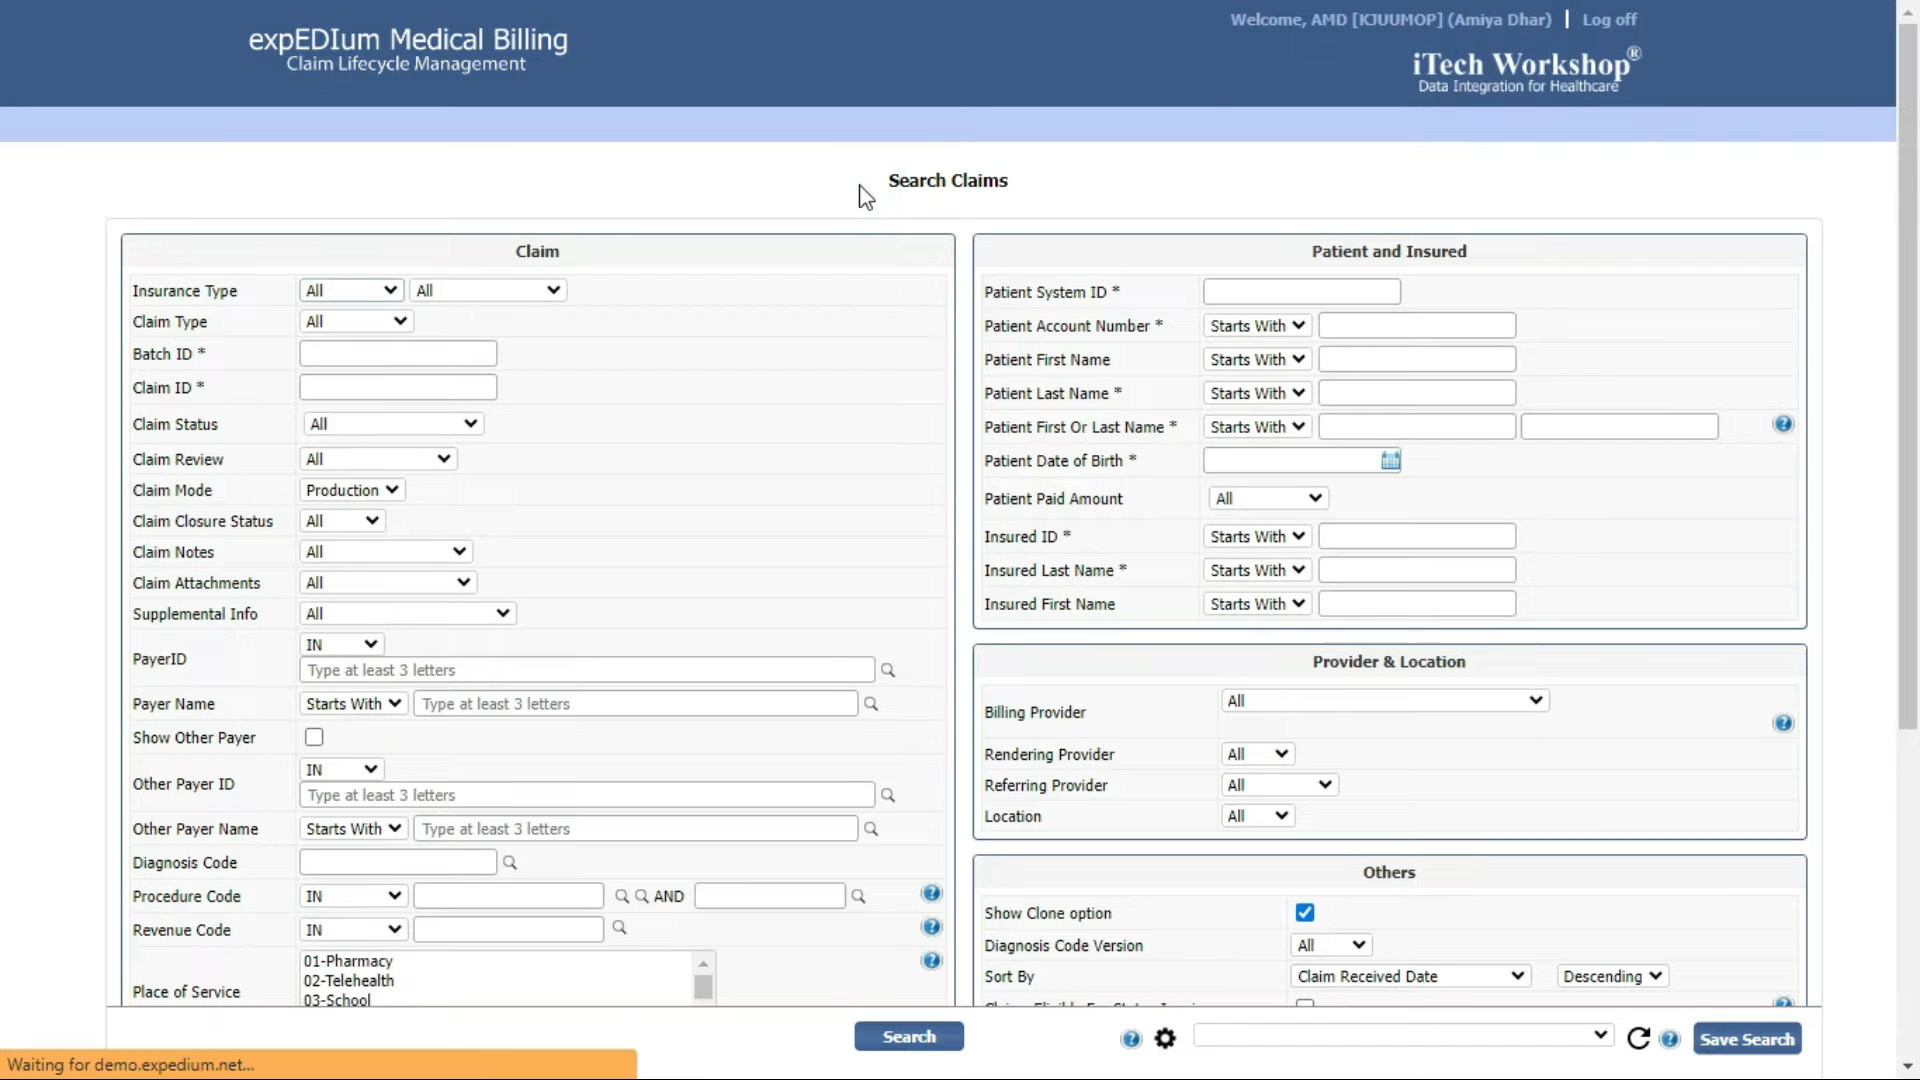 expEDIum Medical Billing
Claim Lifecycle Management
Welcome, AMD [KJUUMOP] (Amiya Dhar) | Log off
iTech Workshop®
Data Integration for Healthcare
Search Claims
Claim
Insurance Type All All
Claim Type All
Batch ID *
Claim ID *
Claim Status All
Claim Review All
Claim Mode Production
Claim Closure Status All
Claim Notes All
Claim Attachments All
Supplemental Info All
PayerID IN
Type at least 3 letters
Payer Name Starts With Type at least 3 letters
Show Other Payer
Other Payer ID IN
Type at least 3 letters
Other Payer Name Starts With Type at least 3 letters
Diagnosis Code
Procedure Code IN AND
Revenue Code IN
Place of Service
01-Pharmacy
02-Telehealth
03-School
Patient and Insured
Patient System ID *
Patient Account Number * Starts With
Patient First Name Starts With
Patient Last Name * Starts With
Patient First Or Last Name * Starts With
Patient Date of Birth *
Patient Paid Amount All
Insured ID * Starts With
Insured Last Name * Starts With
Insured First Name Starts With
Provider & Location
Billing Provider All
Rendering Provider All
Referring Provider All
Location All
Others
Show Clone option
Diagnosis Code Version All
Sort By Claim Received Date Descending
Search
Save Search
Waiting for demo.expedium.net...